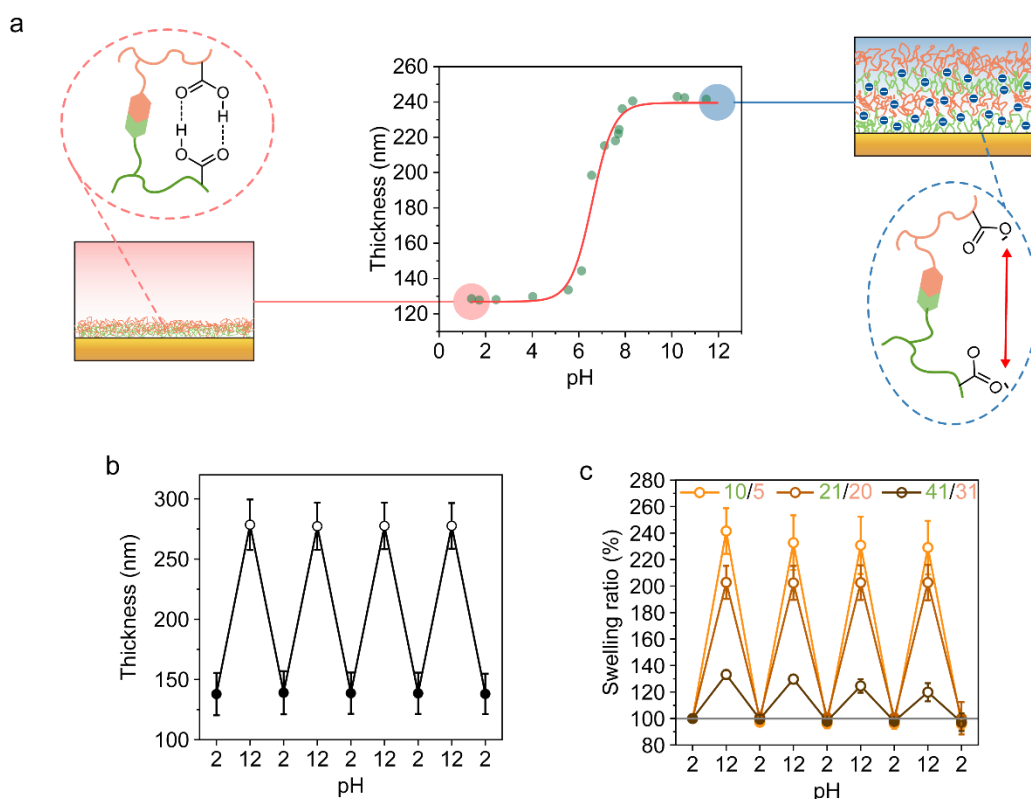 a
O
H
O
H
H
O
H
O
Thickness (nm)
260
240
220
200
180
160
140
120
0
2
4
6
8
10
12
pH
O
O
O
O
b
Thickness (nm)
300
250
200
150
100
2 12 2 12 2 12 2 12 2
pH
c
Swelling ratio (%)
280
260
240
220
200
180
160
140
120
100
80
10/5 21/20 41/31
2 12 2 12 2 12 2 12 2
pH